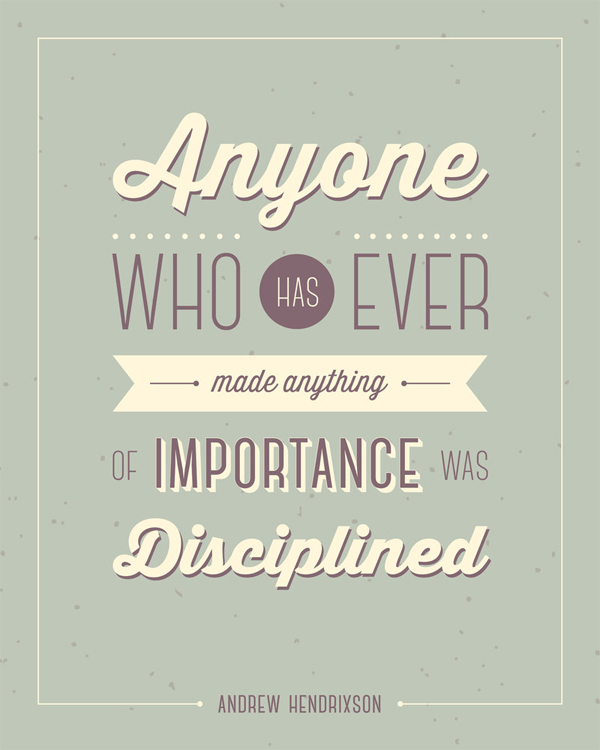 Anyone
WHO HAS EVER
made anything
OF IMPORTANCE WAS
Disciplined
ANDREW HENDRIXSON